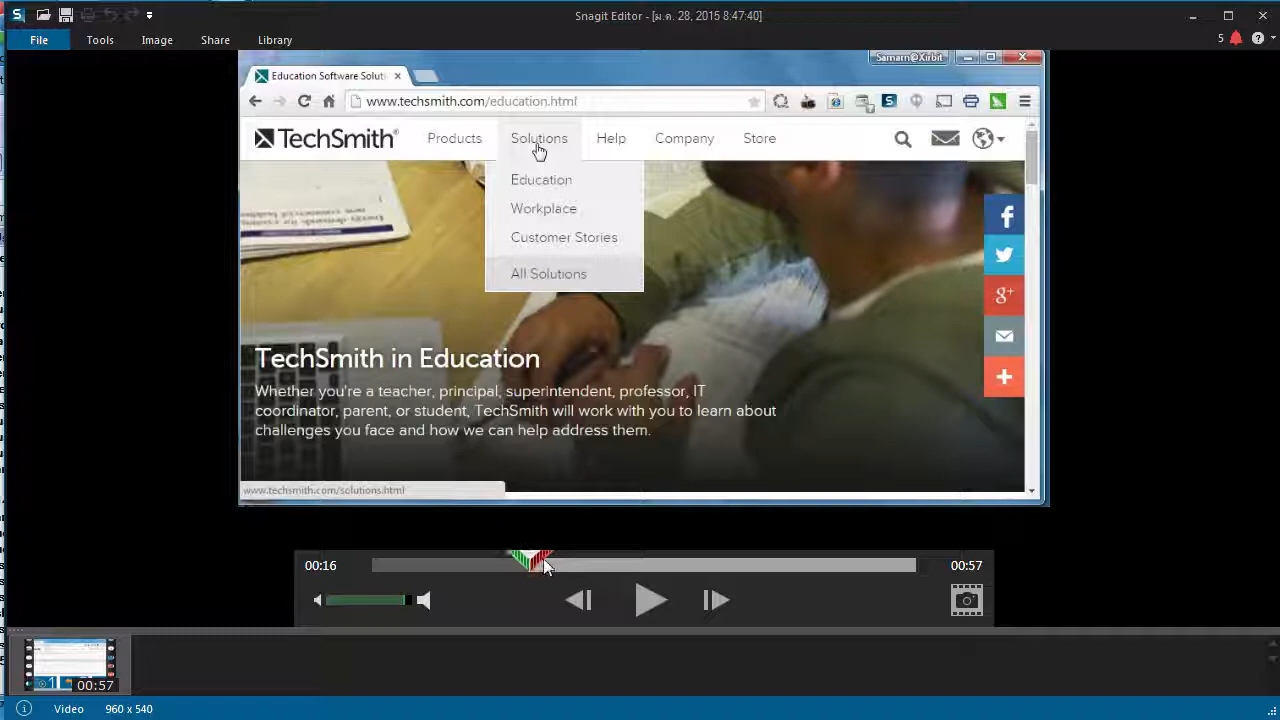 Snagit Editor - [ม.ค. 28, 2015 8:47:40]
File Tools Image Share Library
5
Samarn@Xirbit
Education Software Soluti
www.techsmith.com/education.html
TechSmith® Products Solutions Help Company Store
Education
Workplace
Customer Stories
All Solutions
TechSmith in Education
Whether you're a teacher, principal, superintendent, professor, IT
coordinator, parent, or student, TechSmith will work with you to learn about
challenges you face and how we can help address them.
www.techsmith.com/solutions.html
00:16
00:57
00:57
Video 960 x 540